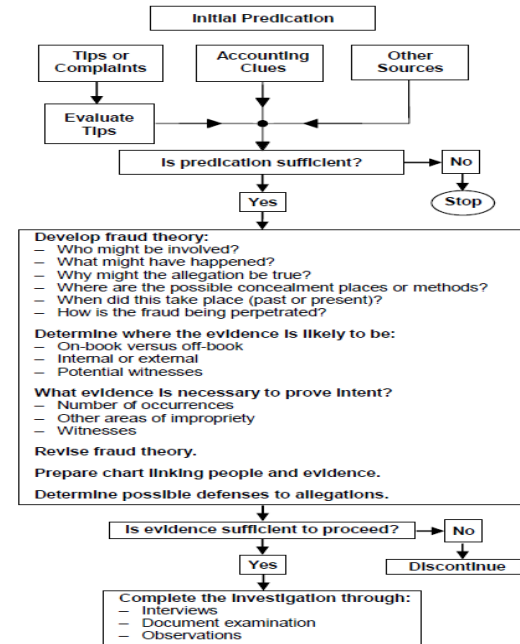 Initial Predication
Tips or
Complaints
Accounting
Clues
Other
Sources
Evaluate
Tips
Is predication sufficient?
No
Yes
Stop
Develop fraud theory:
– Who might be involved?
– What might have happened?
– Why might the allegation be true?
– Where are the possible concealment places or methods?
– When did this take place (past or present)?
– How is the fraud being perpetrated?
Determine where the evidence is likely to be:
– On-book versus off-book
– Internal or external
– Potential witnesses
What evidence is necessary to prove intent?
– Number of occurrences
– Other areas of impropriety
– Witnesses
Revise fraud theory.
Prepare chart linking people and evidence.
Determine possible defenses to allegations.
Is evidence sufficient to proceed?
No
Yes
Discontinue
Complete the investigation through:
– Interviews
– Document examination
– Observations